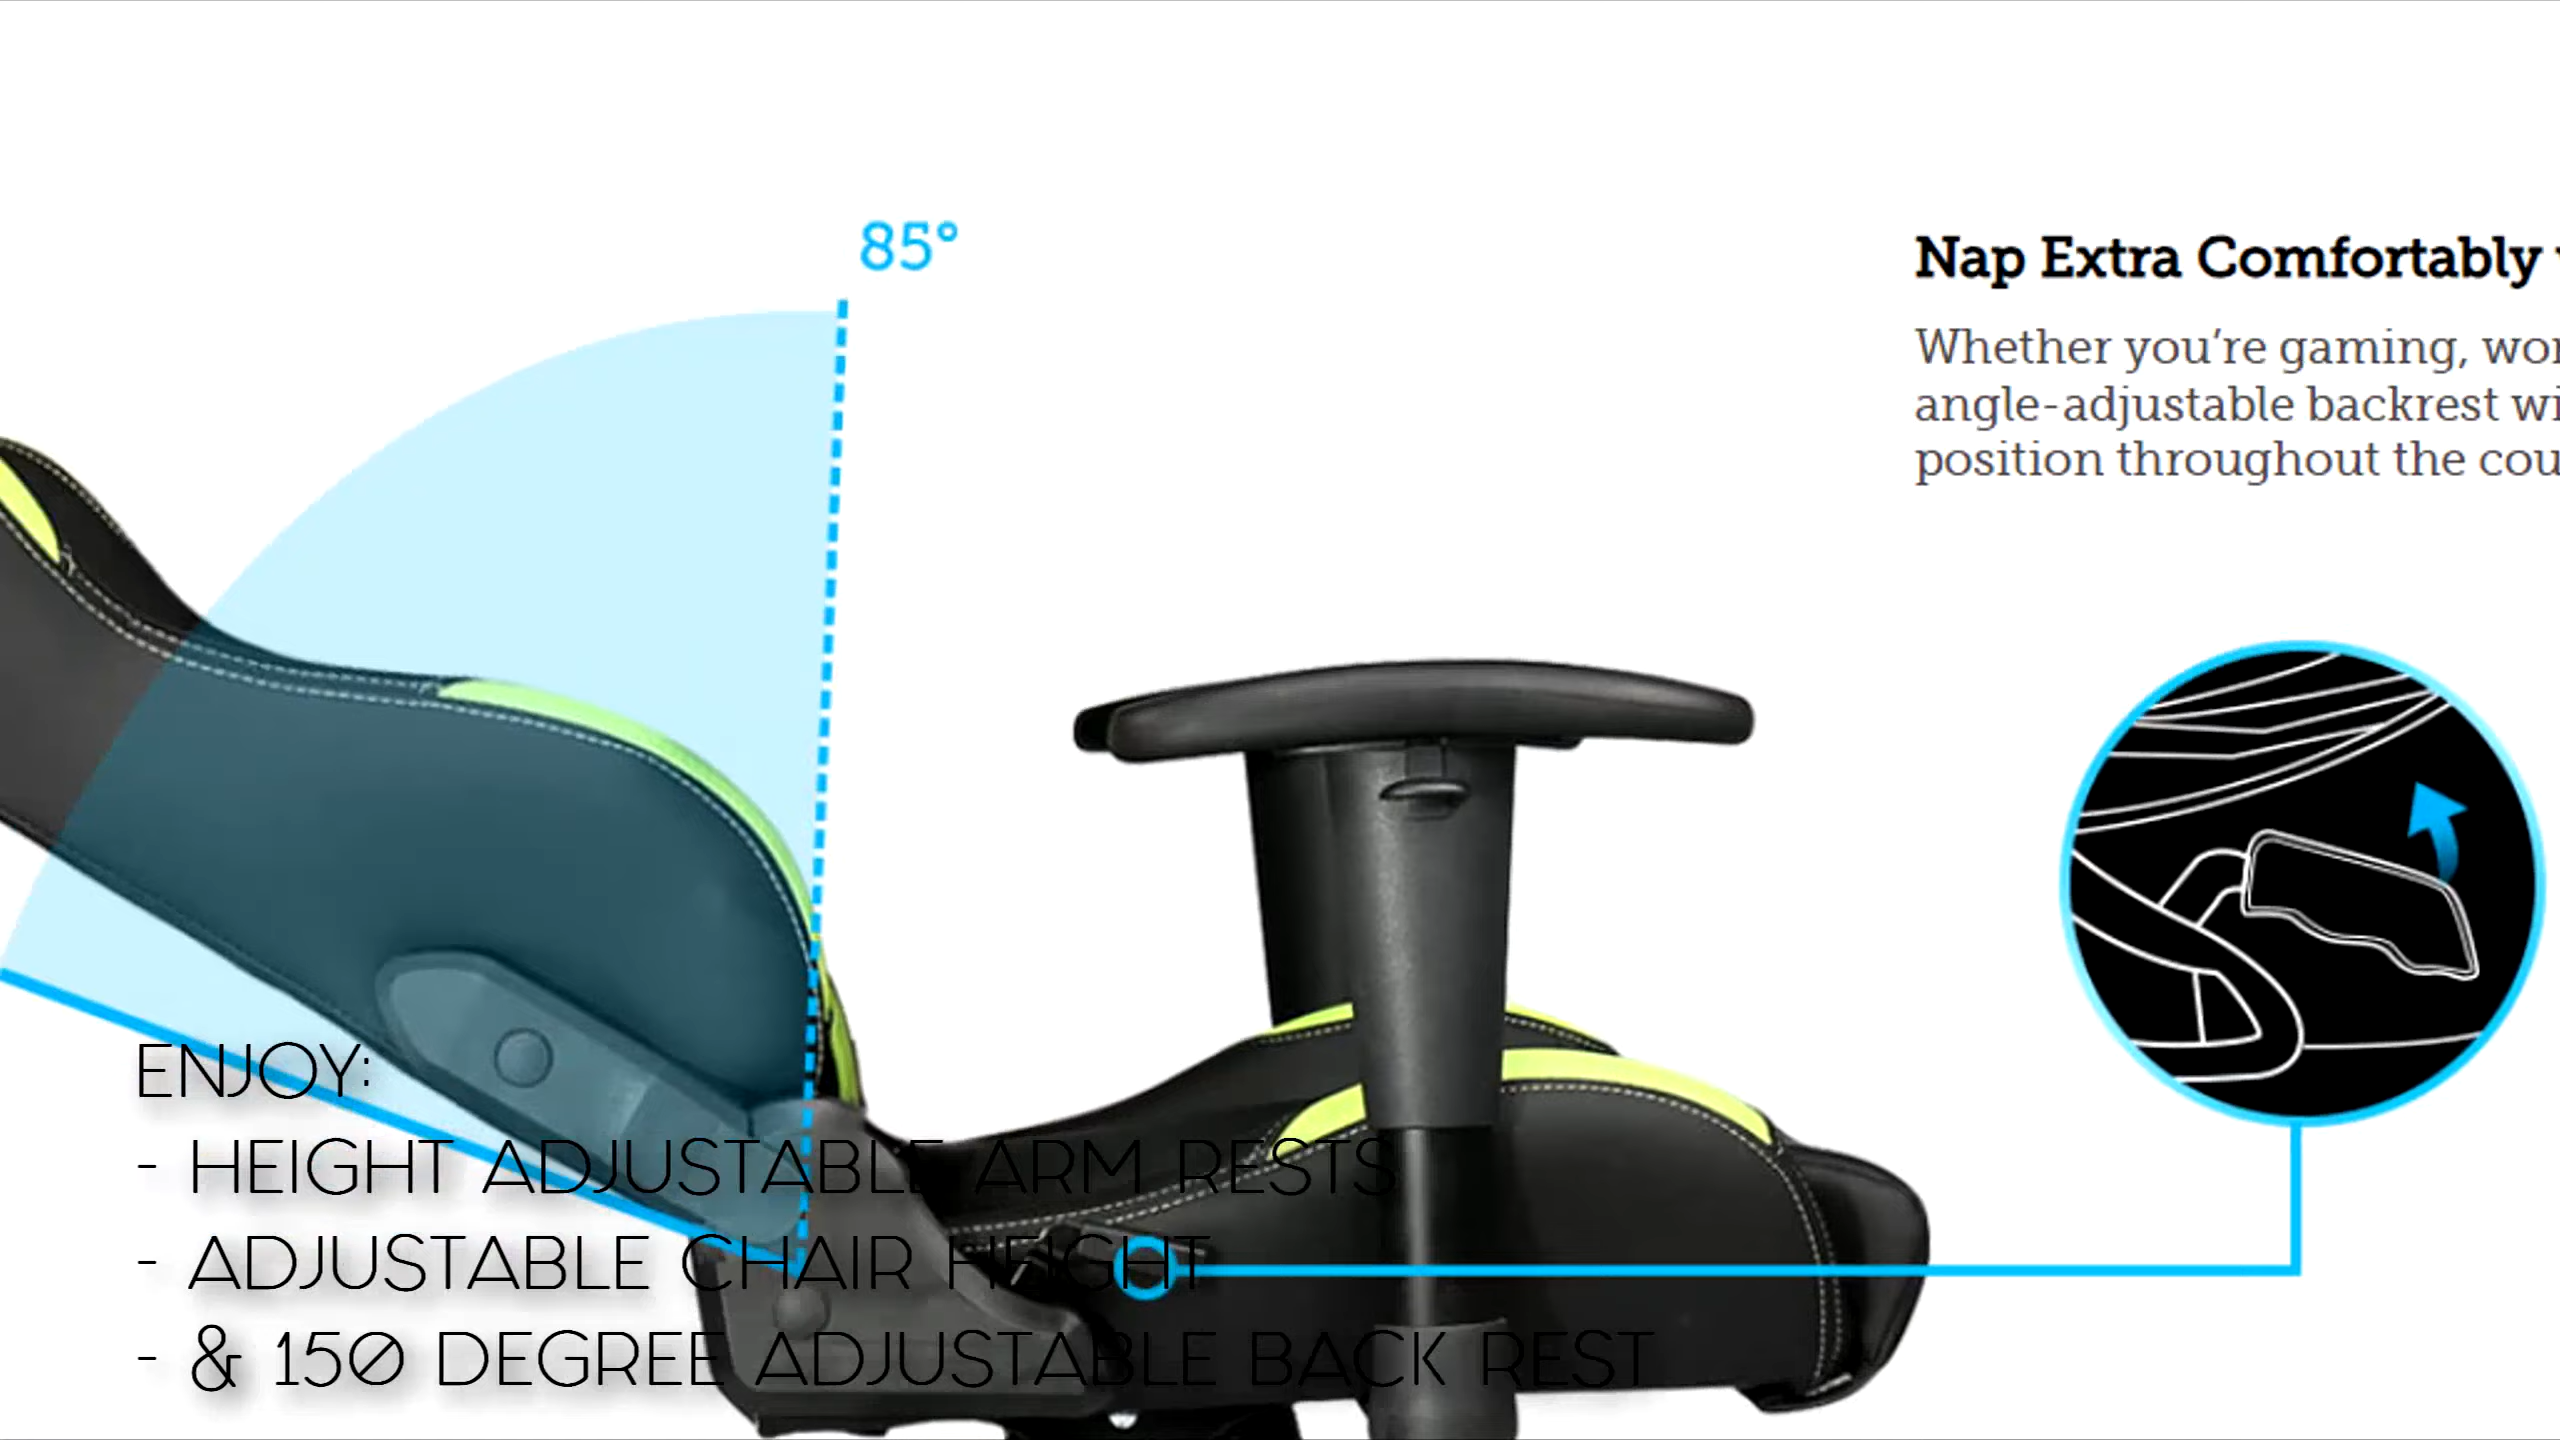 85°
Nap Extra Comfortably
Whether you're gaming,
angle-adjustable backrest
position throughout the
ENJOY:
- HEIGHT ADJUSTABLE ARM RESTS
- ADJUSTABLE CHAIR HEIGHT
- & 150 DEGREE ADJUSTABLE BACK REST